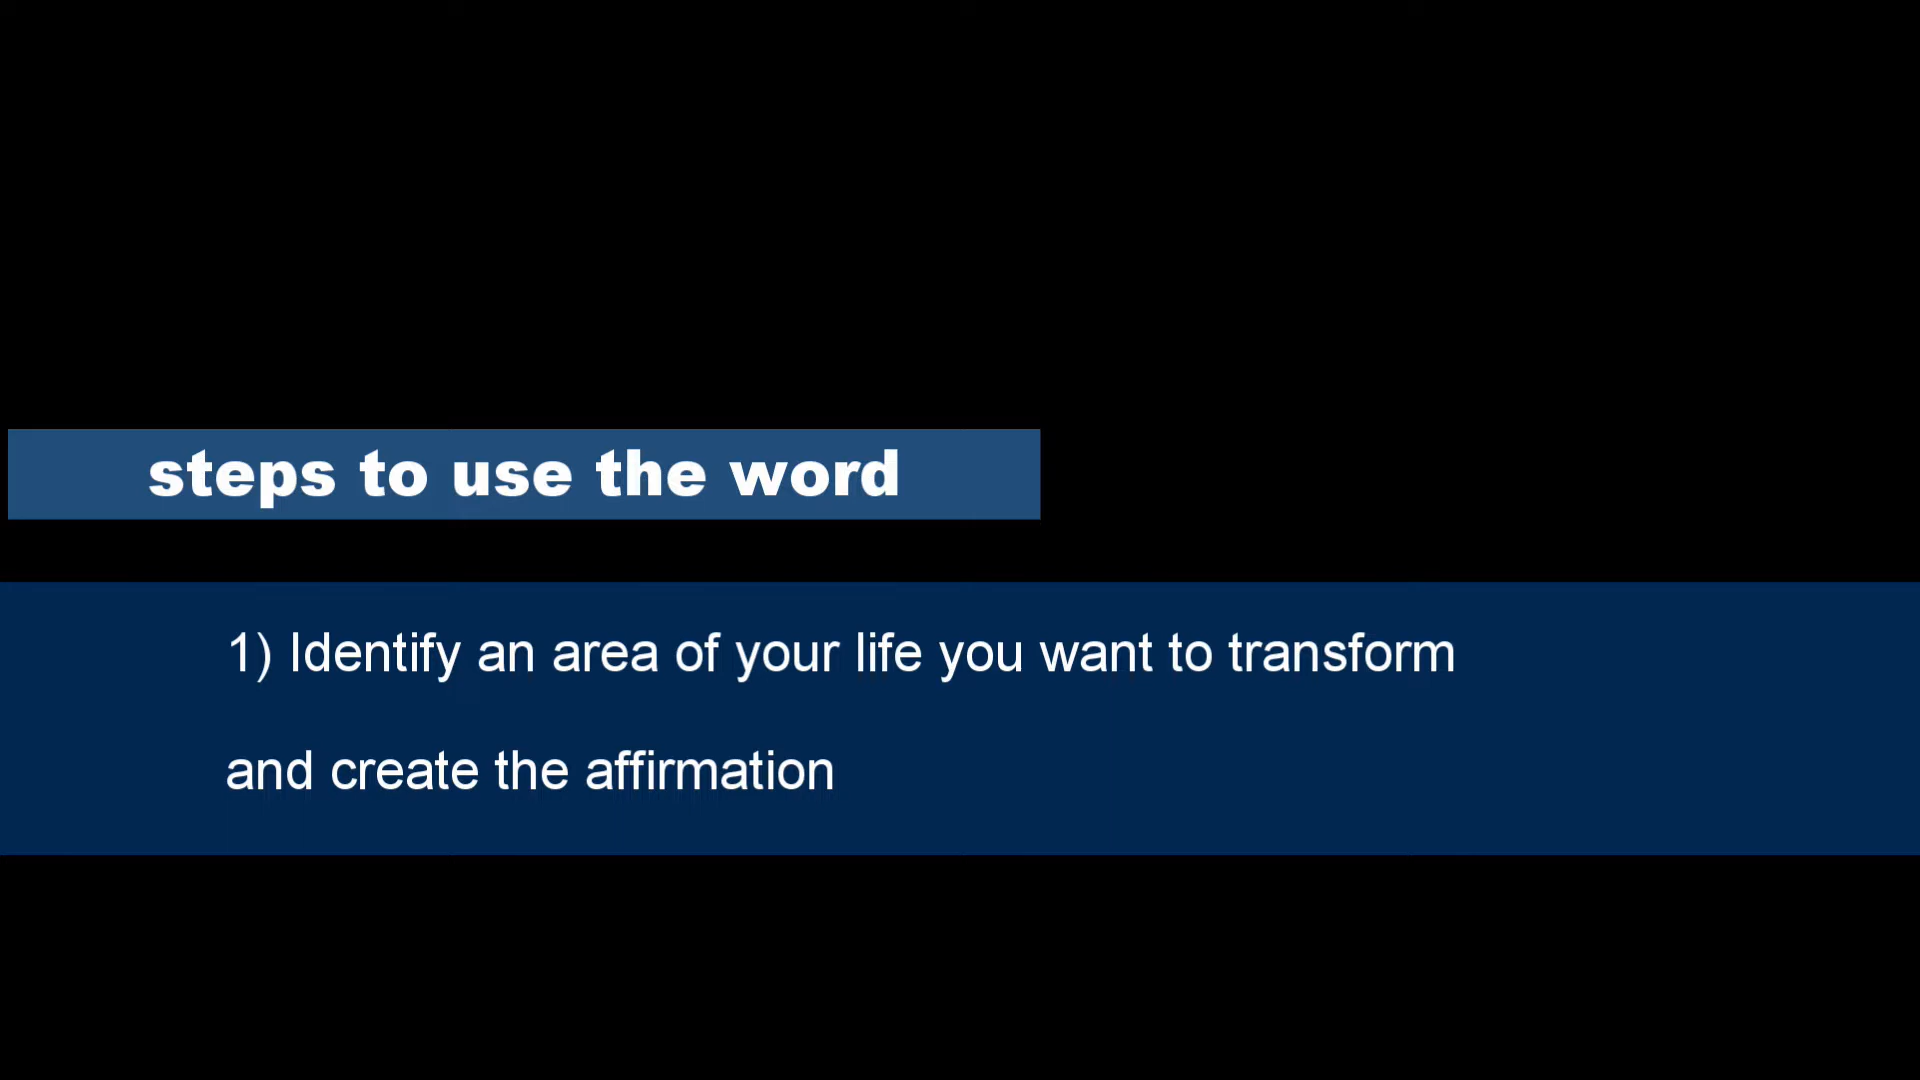 steps to use the word
1) Identify an area of your life you want to transform
and create the affirmation